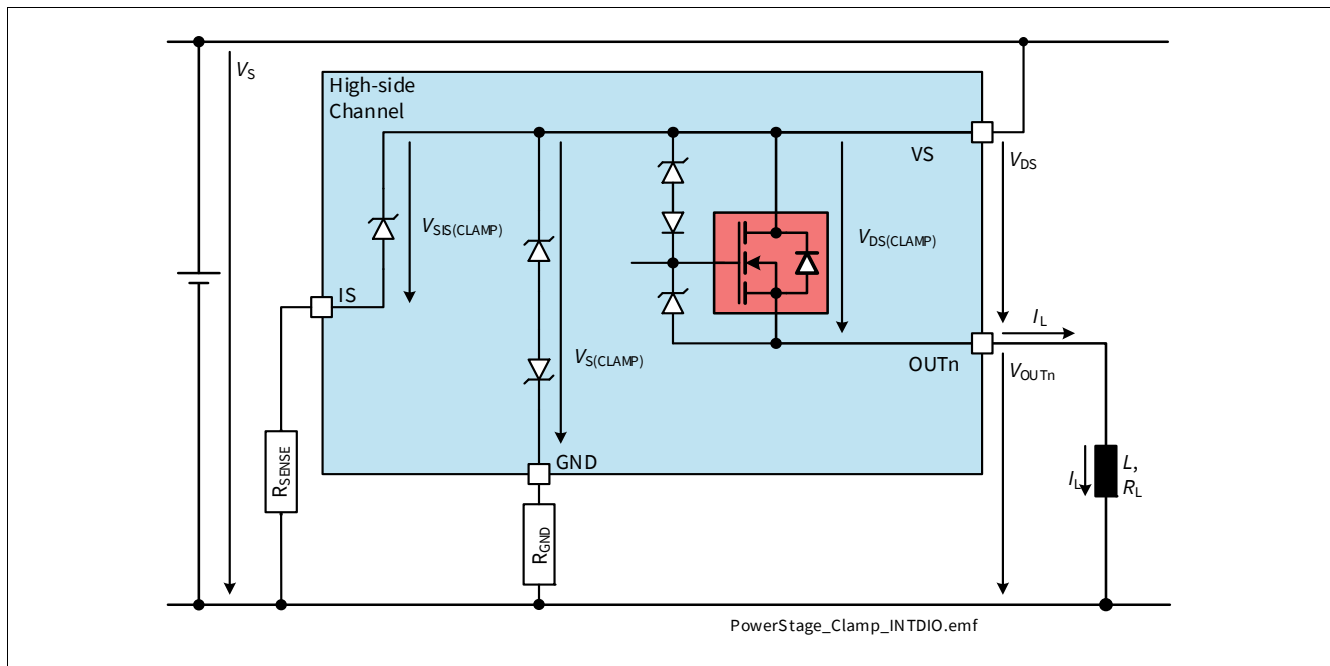 VS
High-side
Channel
VS
VDS
VSIS(CLAMP)
VDS(CLAMP)
IS
IL
VS(CLAMP)
OUTn
VOUTn
GND
RSENSE
L,
IL
RL
RGND
PowerStage_Clamp_INTDIO.emf